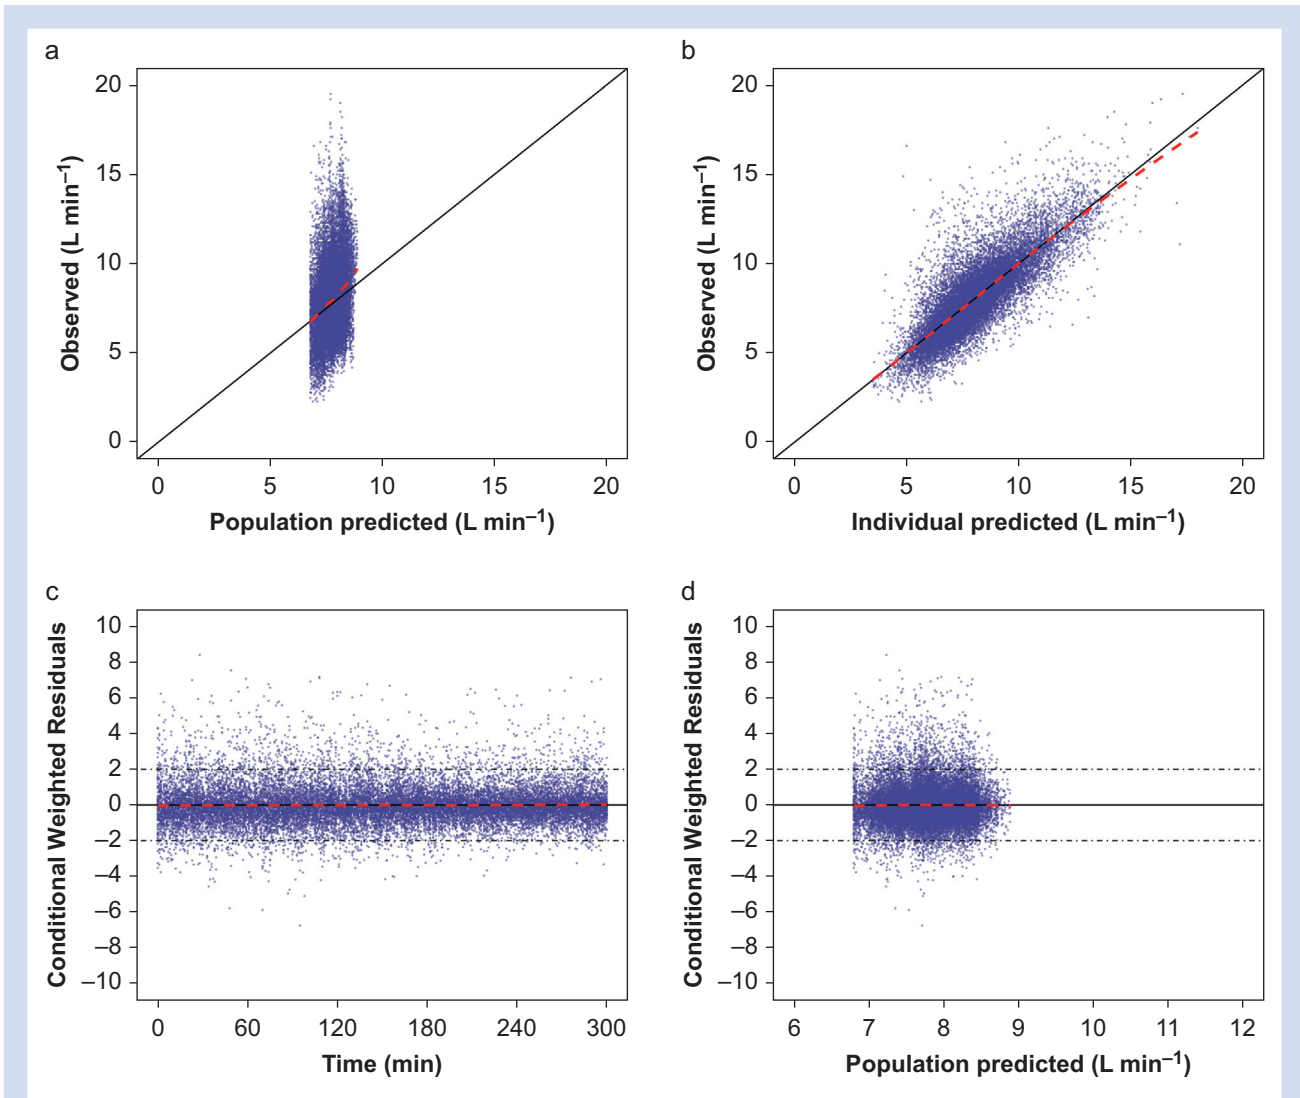 a
20
15
10
5
0
Observed (L min⁻¹)
0 5 10 15 20
Population predicted (L min⁻¹)
b
20
15
10
5
0
Observed (L min⁻¹)
0 5 10 15 20
Individual predicted (L min⁻¹)
c
10
8
6
4
2
0
−2
−4
−6
−8
−10
Conditional Weighted Residuals
0 60 120 180 240 300
Time (min)
d
10
8
6
4
2
0
−2
−4
−6
−8
−10
Conditional Weighted Residuals
6 7 8 9 10 11 12
Population predicted (L min⁻¹)